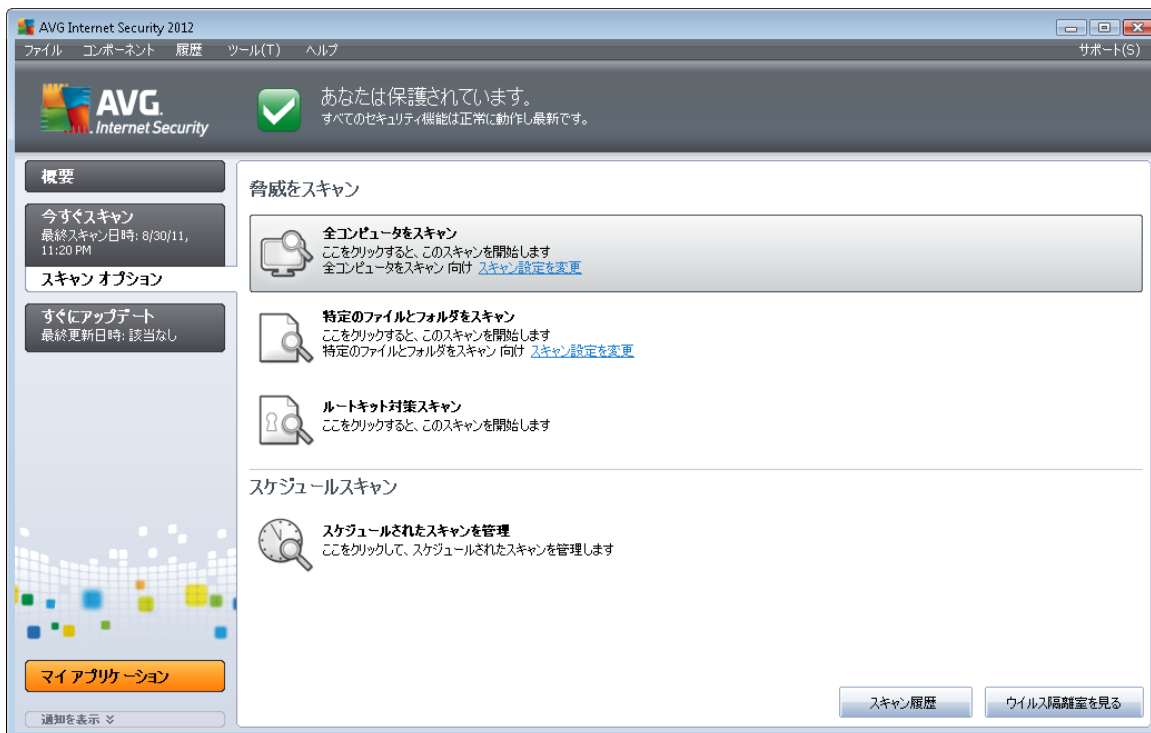 AVG Internet Security 2012
ファイル コンポーネント 履歴 ツール(T) ヘルプ サポート(S)
AVG.
Internet Security
あなたは保護されています。
すべてのセキュリティ機能は正常に動作し最新です。
概要
今すぐスキャン
最終スキャン日時: 8/30/11,
11:20 PM
スキャン オプション
すぐにアップデート
最終更新日時: 該当なし
マイ アプリケーション
通知を表示
脅威をスキャン
全コンピュータをスキャン
ここをクリックすると、このスキャンを開始します
全コンピュータをスキャン 向け スキャン設定を変更
特定のファイルとフォルダをスキャン
ここをクリックすると、このスキャンを開始します
特定のファイルとフォルダをスキャン 向け スキャン設定を変更
ルートキット対策スキャン
ここをクリックすると、このスキャンを開始します
スケジュールスキャン
スケジュールされたスキャンを管理
ここをクリックして、スケジュールされたスキャンを管理します
スキャン履歴 ウイルス隔離室を見る